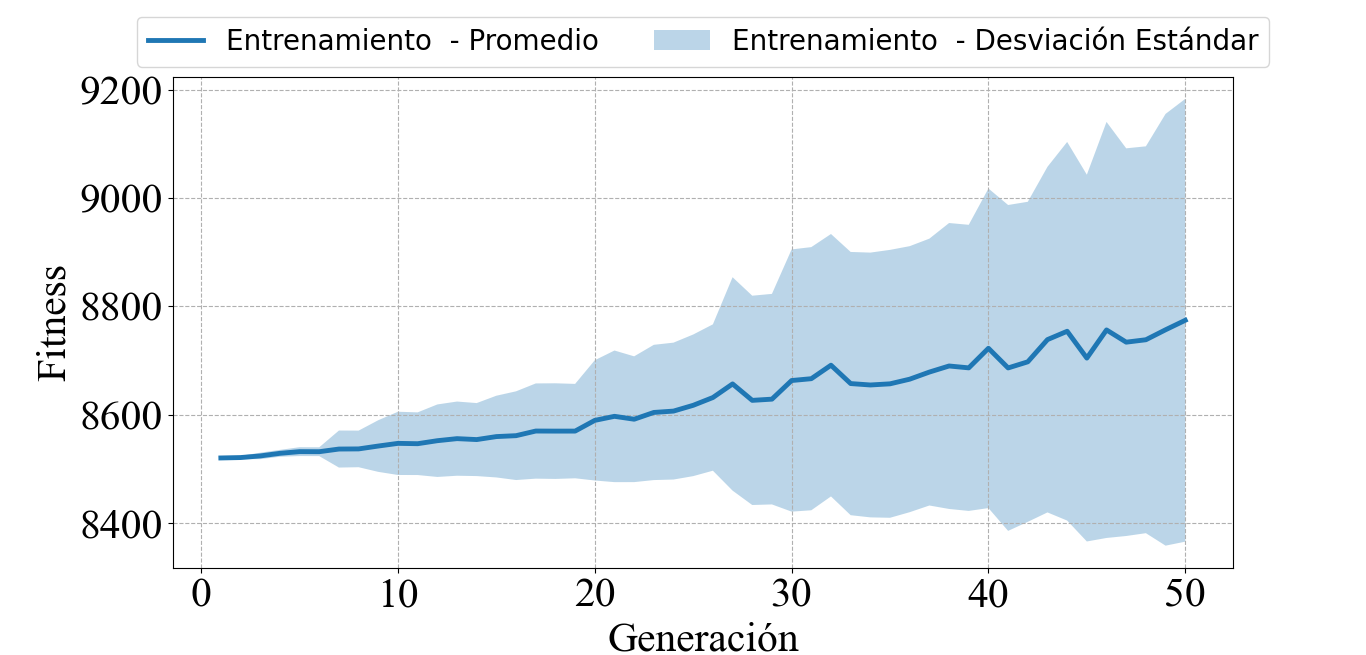 Entrenamiento  - Promedio Entrenamiento  - Desviación Estándar
9200
9000
8800
8600
8400
Fitness
0 10 20 30 40 50
Generación